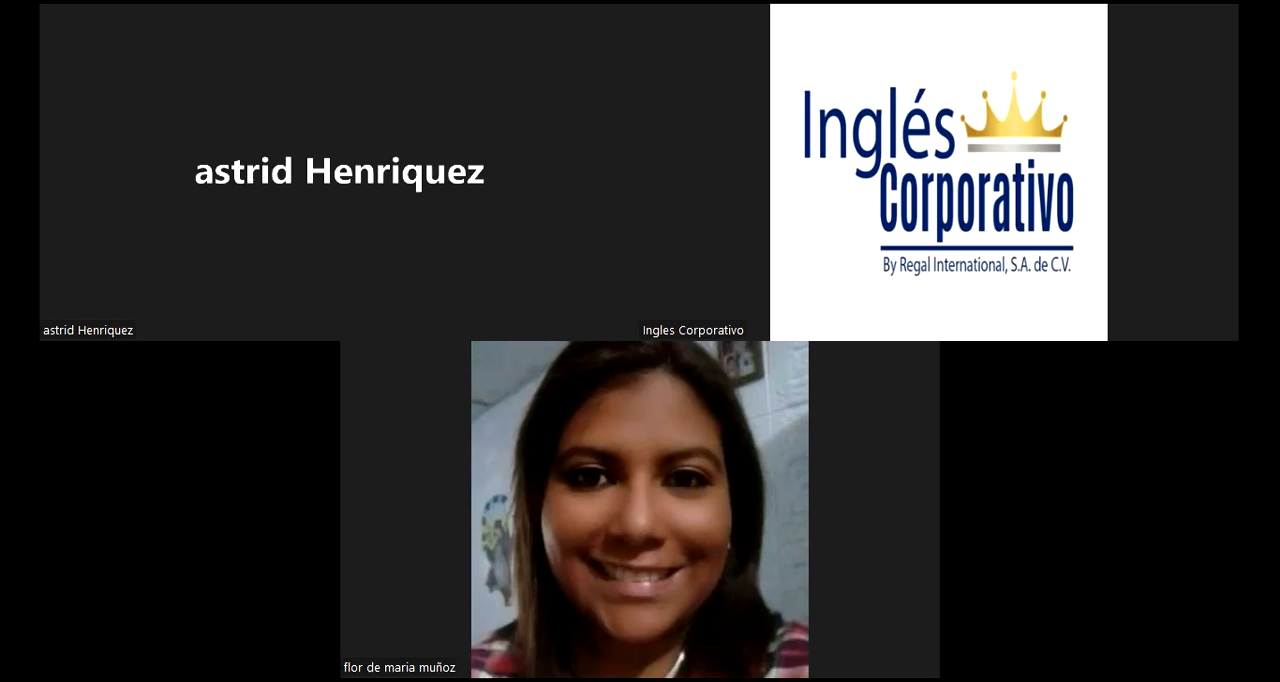 astrid Henriquez
Inglés
Corporativo
By Regal International, S.A. de C.V.
astrid Henriquez
Ingles Corporativo
flor de maria muñoz